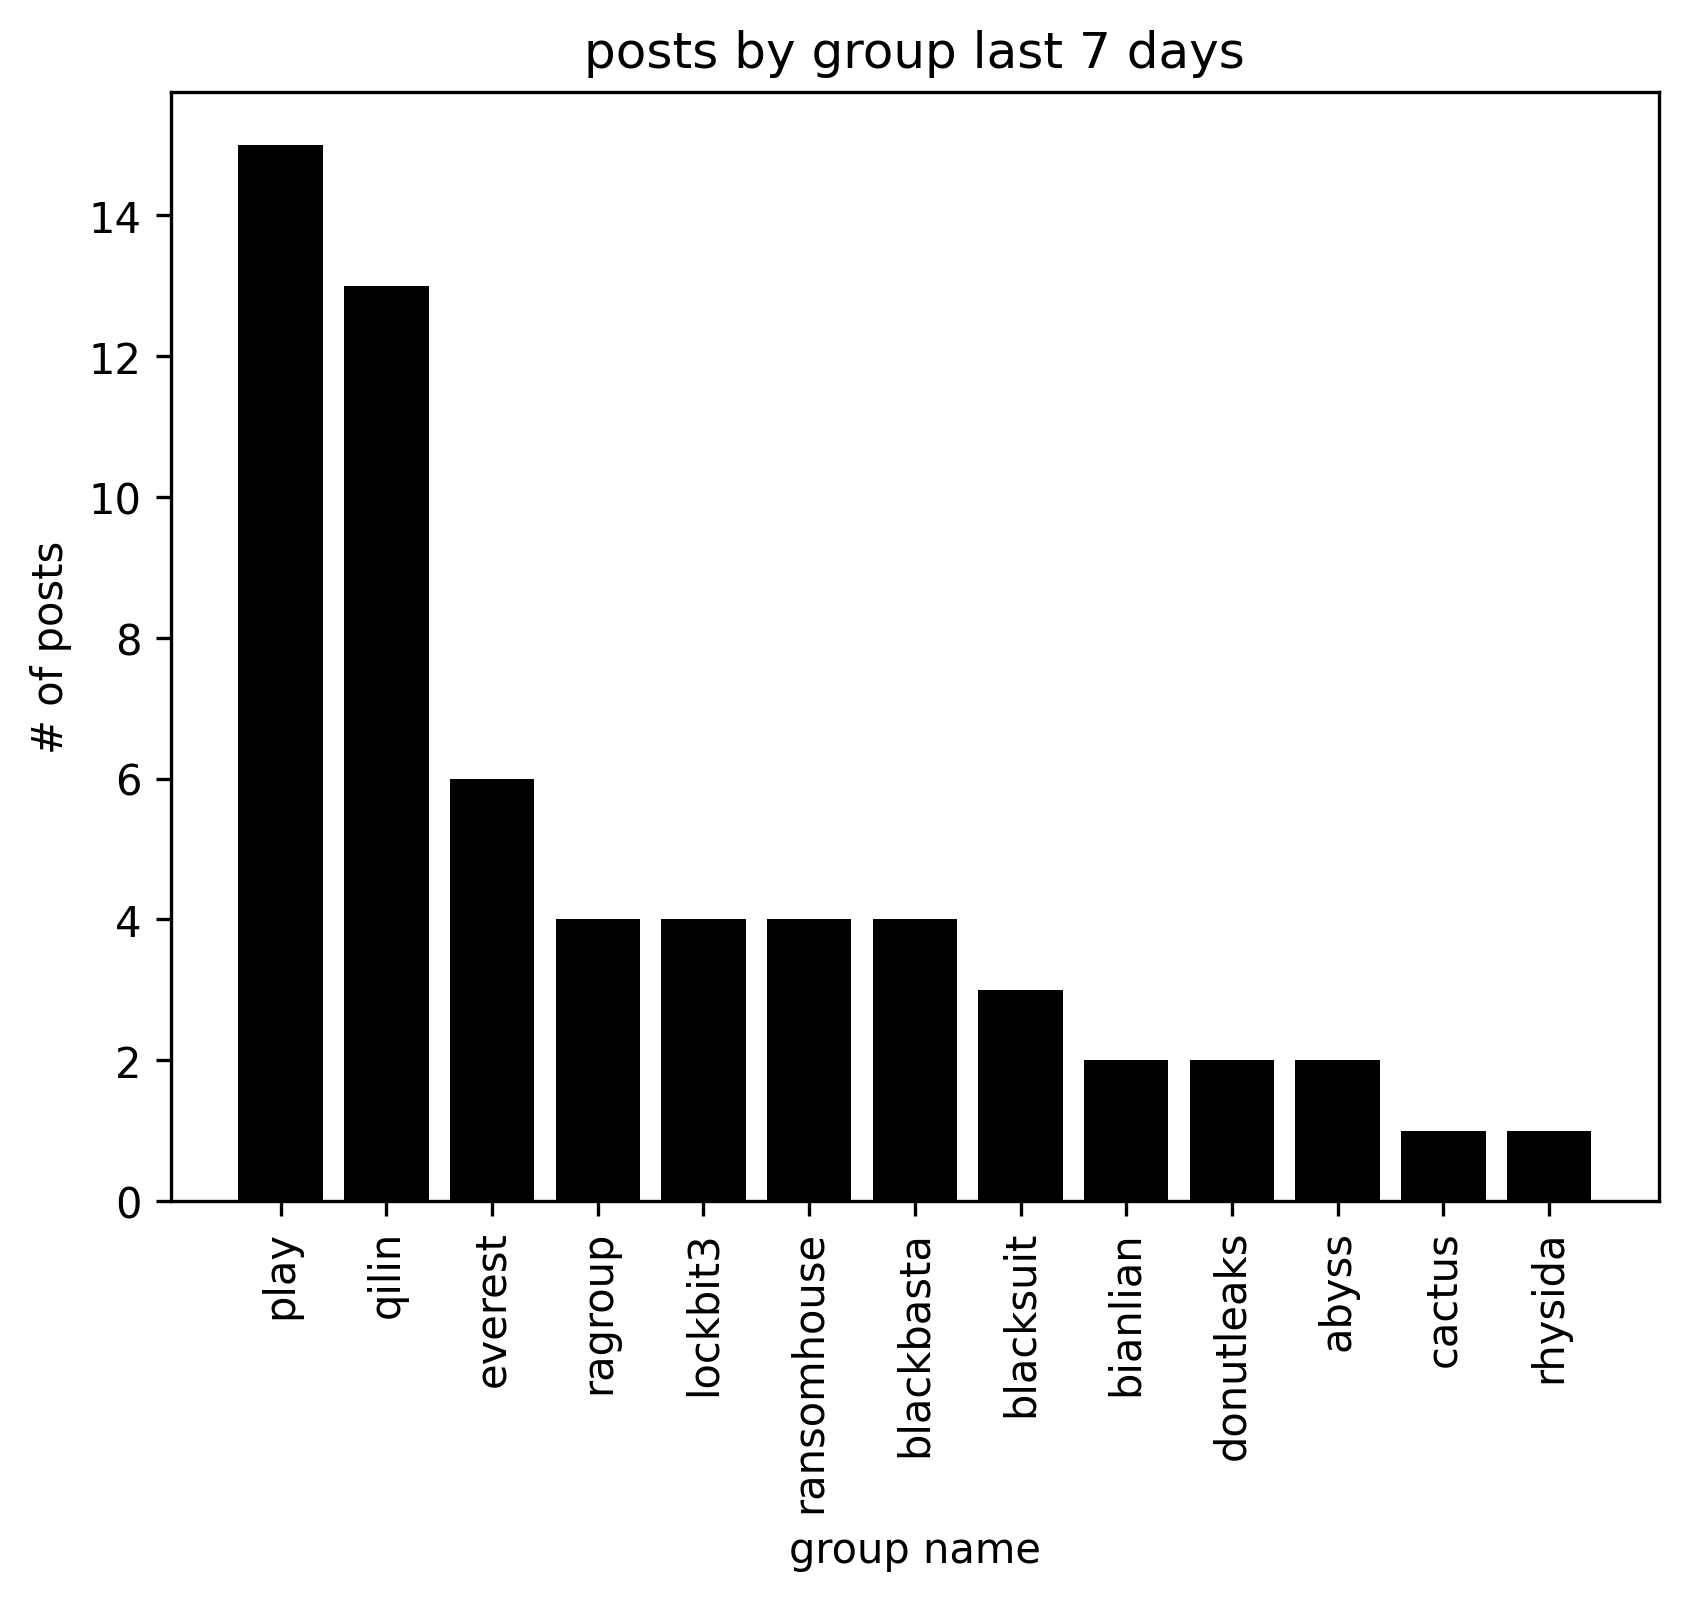 posts by group last 7 days
# of posts
14
12
10
8
6
4
2
0
play
qilin
everest
ragroup
lockbit3
ransomhouse
blackbasta
blacksuit
bianlian
donutleaks
abyss
cactus
rhysida
group name